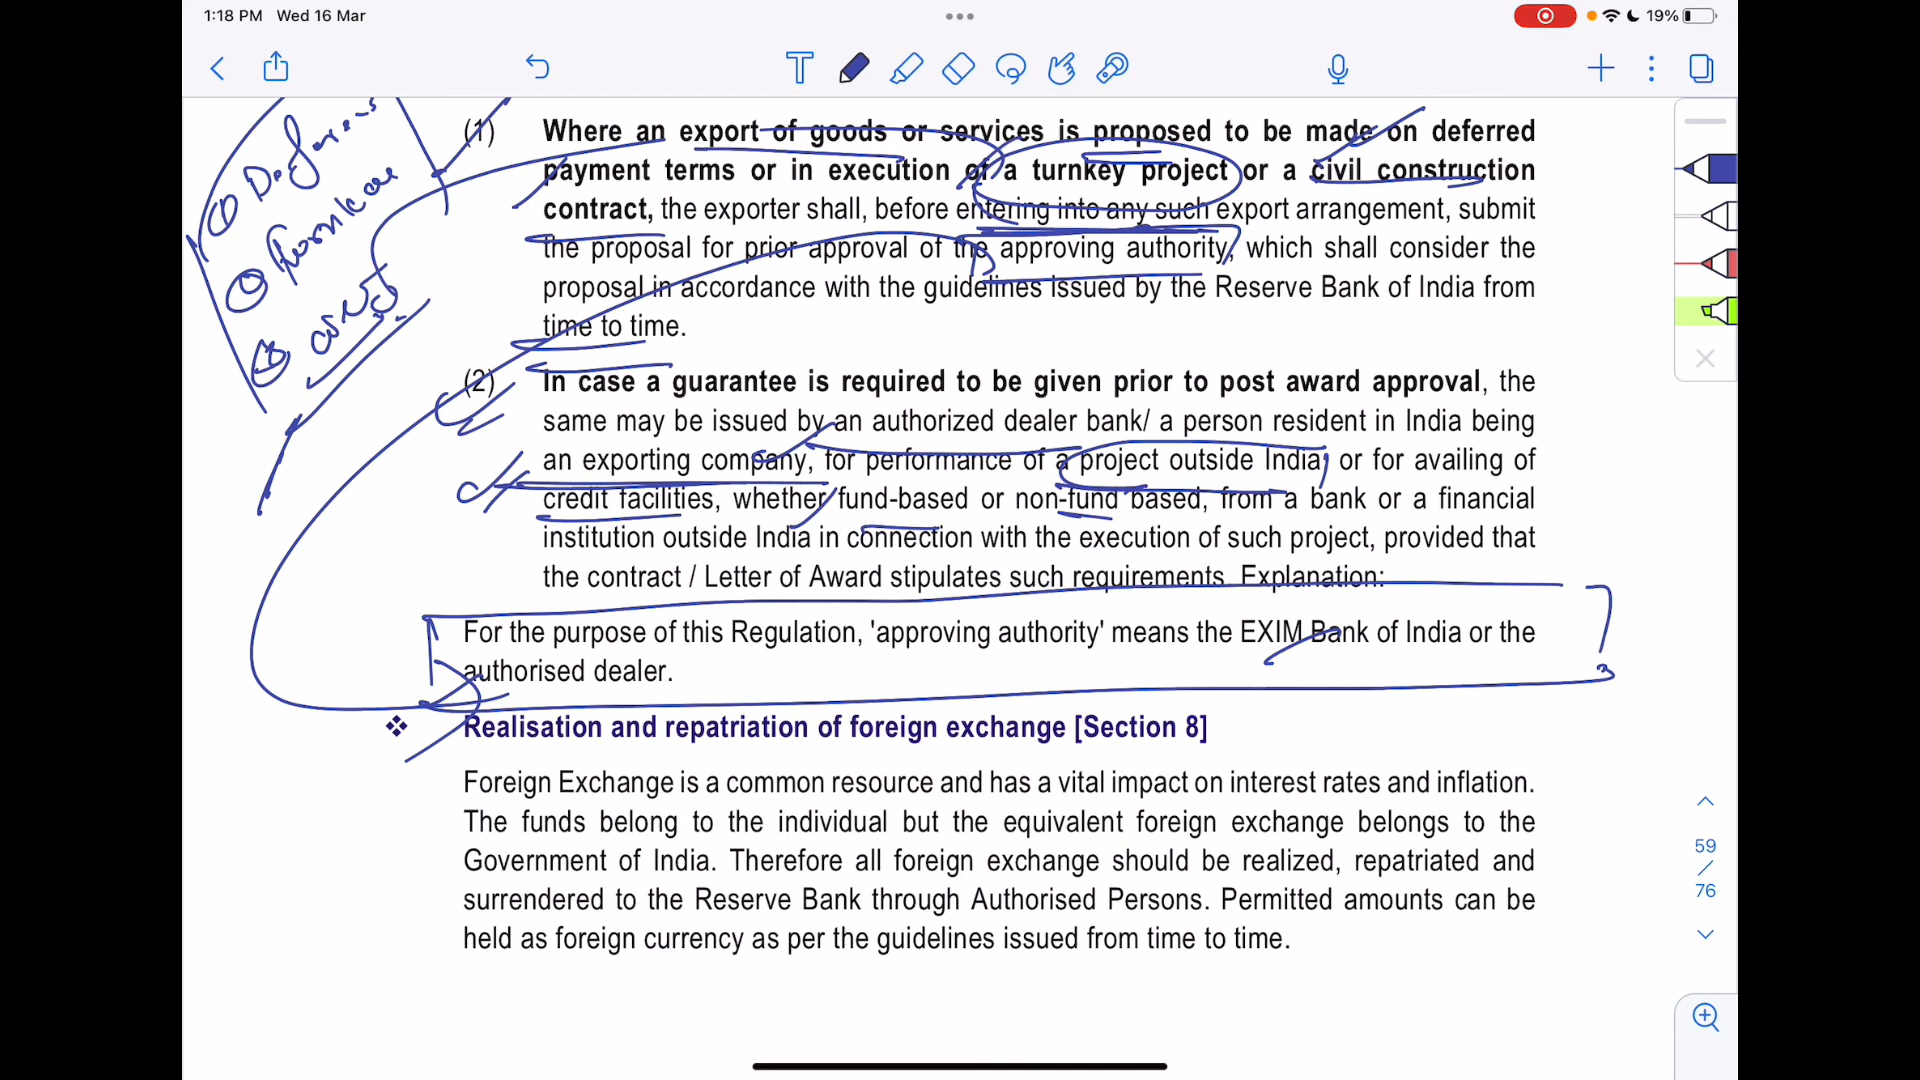 1:18 PM Wed 16 Mar
19%
(1) Where an export of goods or services is proposed to be made on deferred
payment terms or in execution of a turnkey project or a civil construction
contract, the exporter shall, before entering into any such export arrangement, submit
the proposal for prior approval of the approving authority, which shall consider the
proposal in accordance with the guidelines issued by the Reserve Bank of India from
time to time.
(2) In case a guarantee is required to be given prior to post award approval, the
same may be issued by an authorized dealer bank/ a person resident in India being
an exporting company, for performance of a project outside India, or for availing of
credit facilities, whether fund-based or non-fund based, from a bank or a financial
institution outside India in connection with the execution of such project, provided that
the contract / Letter of Award stipulates such requirements. Explanation:
For the purpose of this Regulation, 'approving authority' means the EXIM Bank of India or the
authorised dealer.
❖ Realisation and repatriation of foreign exchange [Section 8]
Foreign Exchange is a common resource and has a vital impact on interest rates and inflation.
The funds belong to the individual but the equivalent foreign exchange belongs to the
Government of India. Therefore all foreign exchange should be realized, repatriated and
surrendered to the Reserve Bank through Authorised Persons. Permitted amounts can be
held as foreign currency as per the guidelines issued from time to time.
59
/
76